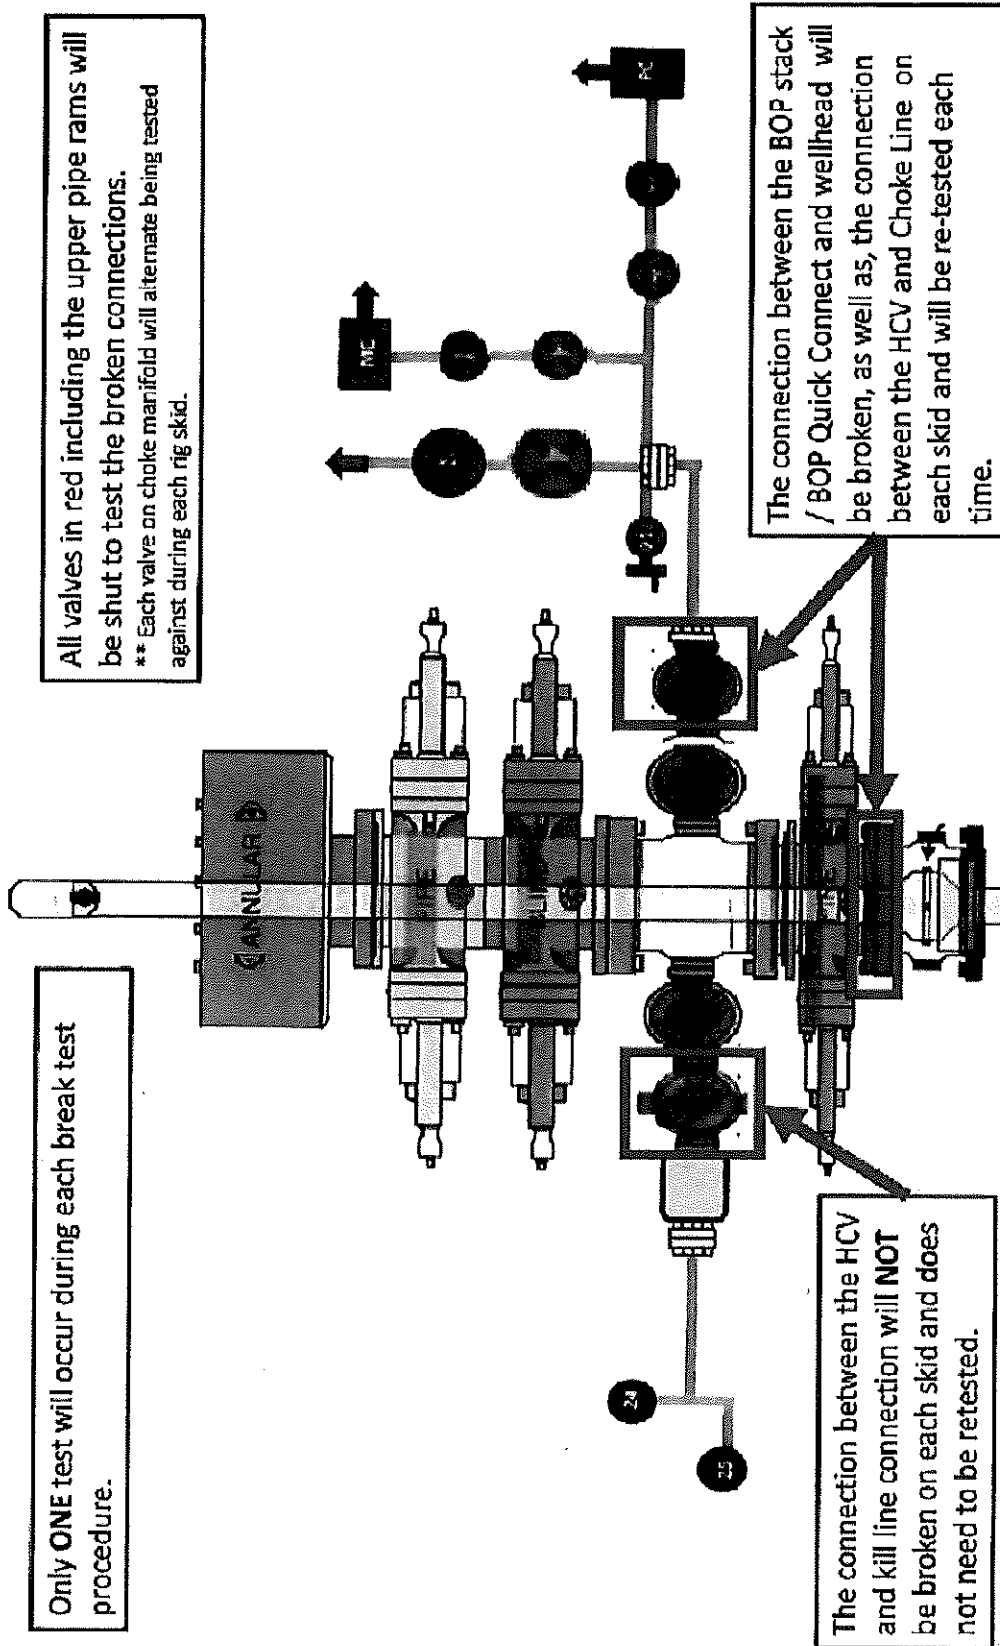 Only ONE test will occur during each break test
procedure.
All valves in red including the upper pipe rams will
be shut to test the broken connections.
** Each valve on choke manifold will alternate being tested
against during each rig skid.
ANULLAR
PIPE
BLIND
PIPE
MC
24
25
The connection between the HCV
and kill line connection will NOT
be broken on each skid and does
not need to be retested.
The connection between the BOP stack
/ BOP Quick Connect and wellhead will
be broken, as well as, the connection
between the HCV and Choke Line on
each skid and will be re-tested each
time.